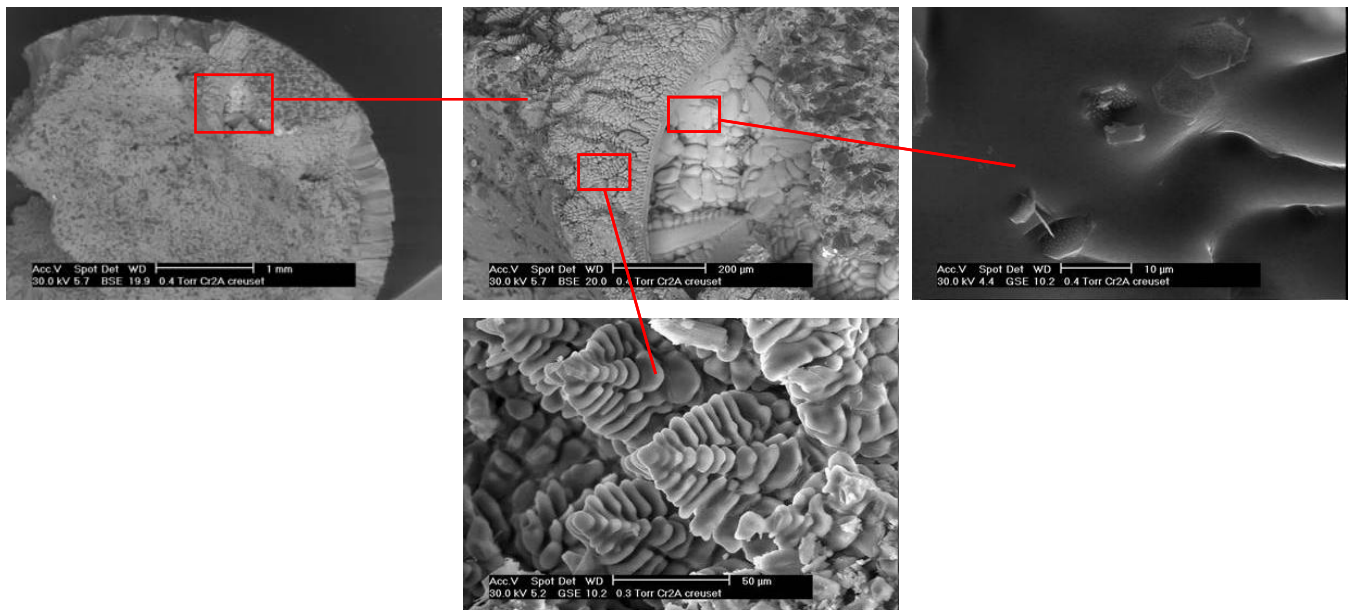 Acc.V Spot Det WD 1 mm
30.0 kV 5.7 BSE 19.9 0.4 Torr Cr2A creuset
Acc.V Spot Det WD 200 µm
30.0 kV 5.7 BSE 20.0 0.4 Torr Cr2A creuset
Acc.V Spot Det WD 10 µm
30.0 kV 4.4 GSE 10.2 0.4 Torr Cr2A creuset
Acc.V Spot Det WD 50 µm
30.0 kV 5.2 GSE 10.2 0.3 Torr Cr2A creuset